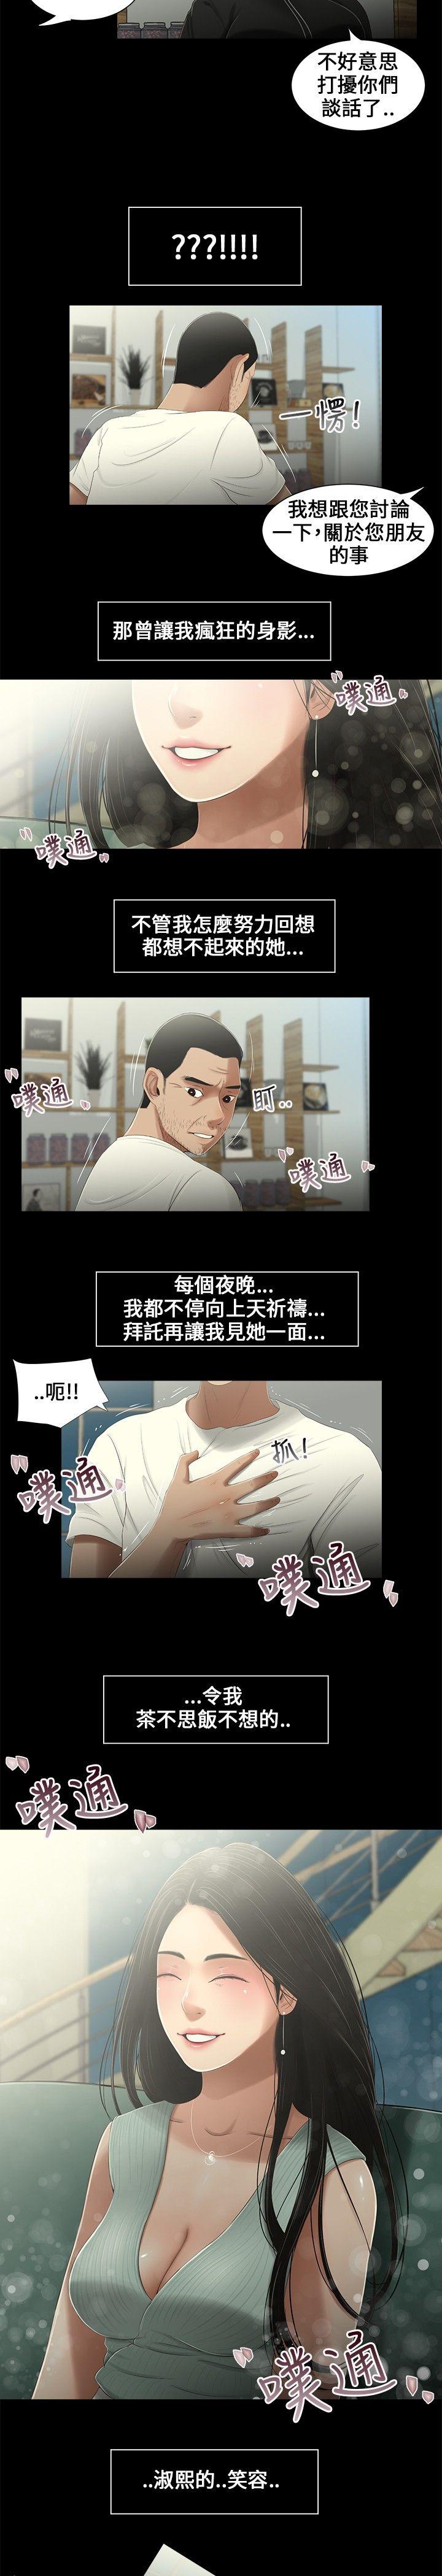 不好意思
打擾你們
談話了..
???!!!!
一愣!
我想跟您討論
一下,關於您朋友
的事
那曾讓我瘋狂的身影...
噗通
噗通
不管我怎麼努力回想
都想不起來的她...
噗通
盯..
噗通
每個夜晚...
我都不停向上天祈禱...
拜託再讓我見她一面...
..呃!!
抓!
噗通
噗通
...令我
茶不思飯不想的..
噗通
噗通
..淑熙的..笑容..